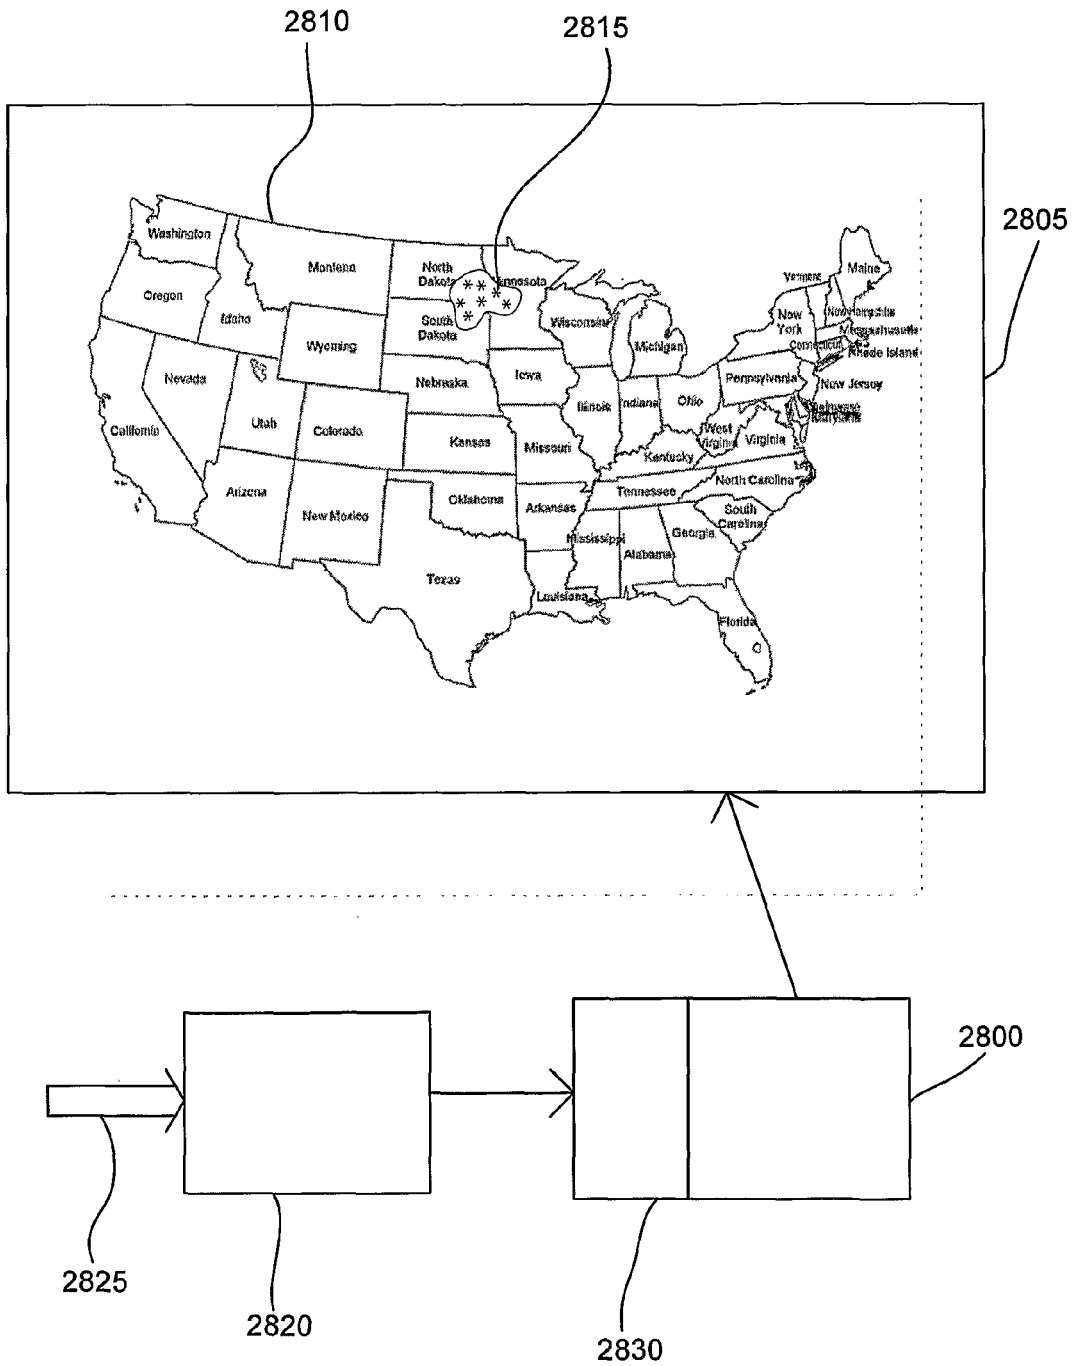 2810
2815
2805
Washington
Montana
North
Dakota
nnesota
Maine
Vermont
Oregon
Idaho
New Hampshire
New
York
Massachusetts
Wisconsin
South
Dakota
Wyoming
Michigan
Connecticut
Rhode Island
Nevada
Nebraska
Iowa
Pennsylvania
New Jersey
Illinois
Indiana
Ohio
Delaware
Maryland
California
Utah
Colorado
Kansas
Missouri
West
Virginia
Virginia
Kentucky
Arizona
New Mexico
Oklahoma
Arkansas
Tennessee
North Carolina
South
Carolina
Mississippi
Alabama
Georgia
Texas
Louisiana
Florida
2800
2825
2820
2830